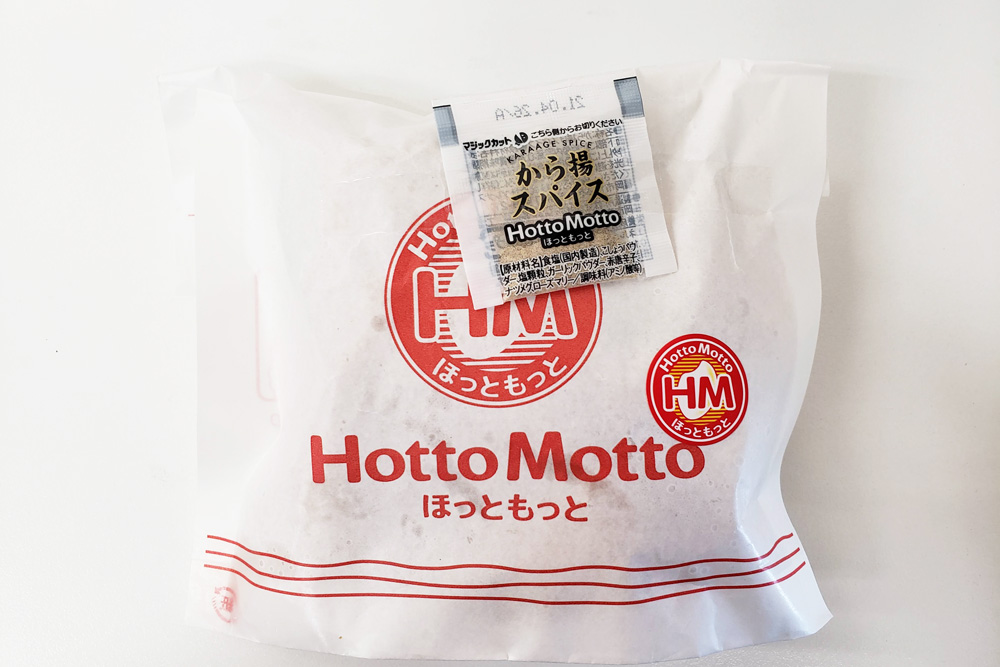 21.04.26/A
マジックカット こちら側からお切りください
KARAAGE SPICE
から揚
スパイス
HottoMotto
ほっともっと
【原材料名】食塩(国内製造)、こしょうパウ
ダー、塩顆粒、ガーリックパウダー、赤唐辛子、
ナツメグ、ローズマリー/調味料(アミノ酸等)
HM
ほっともっと
HottoMotto
HM
ほっともっと
HottoMotto
ほっともっと